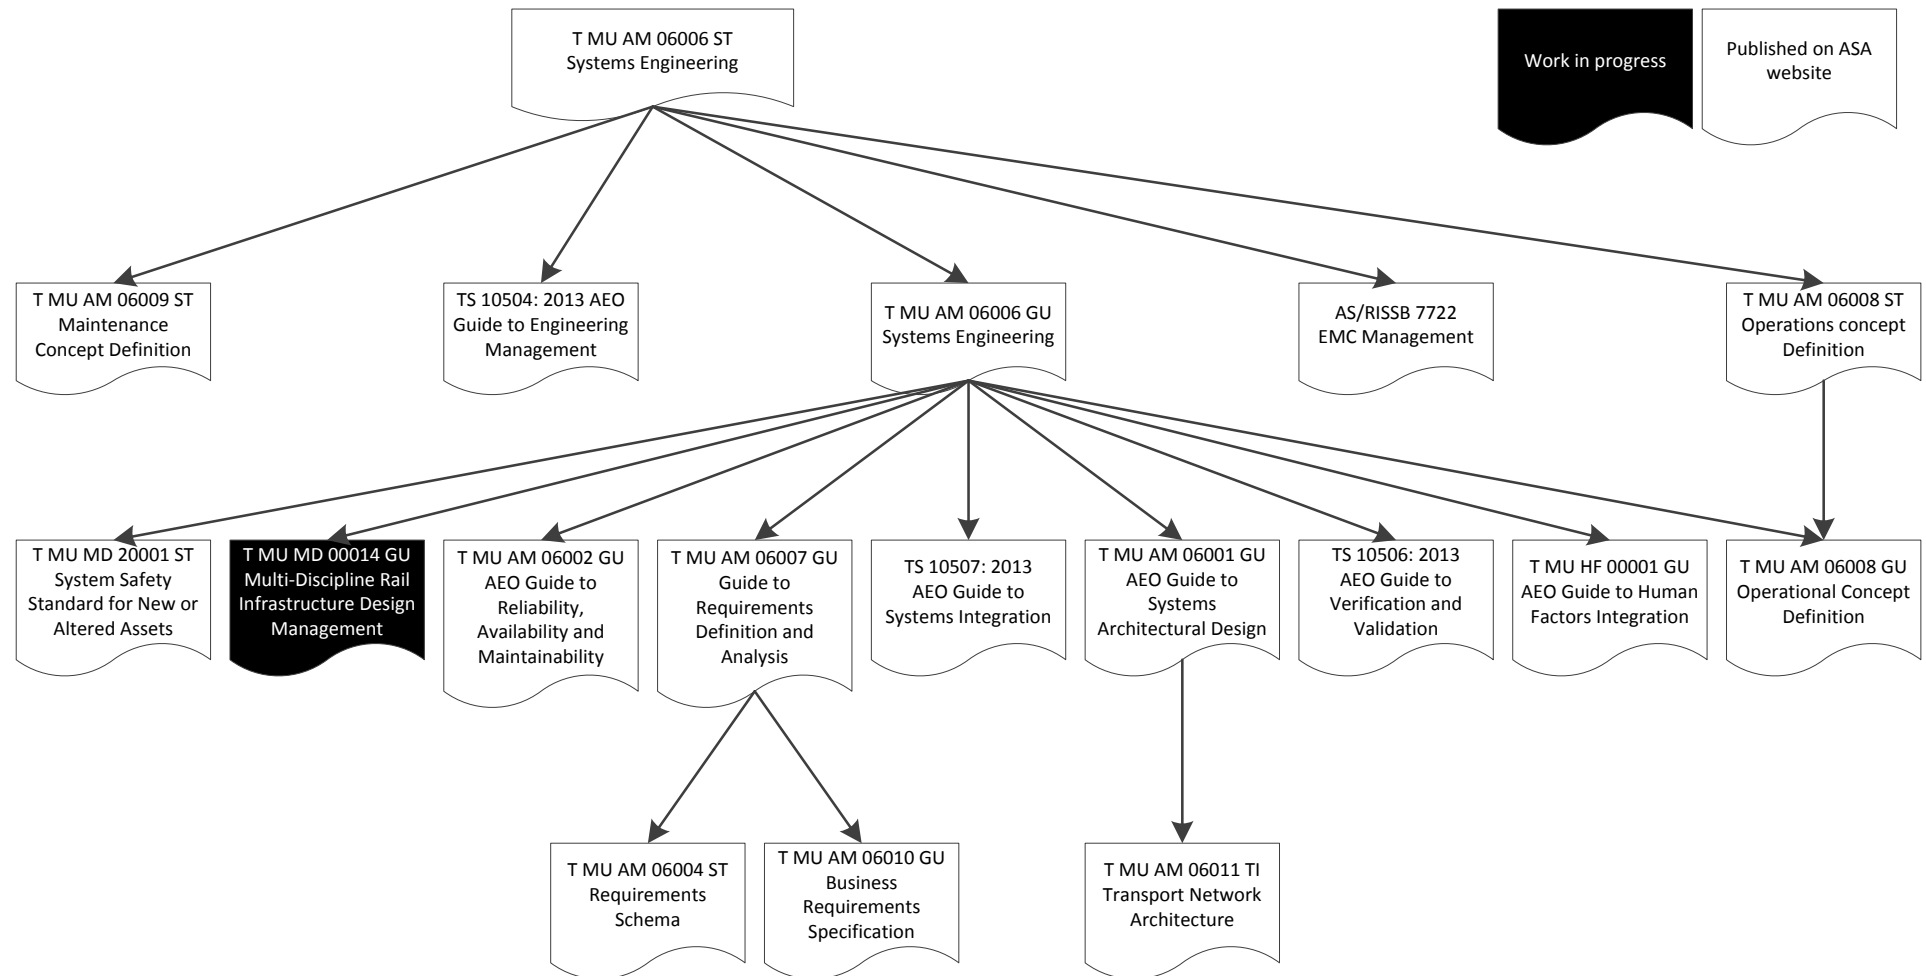 T MU AM 06006 ST
Systems Engineering
Work in progress
Published on ASA
website
T MU AM 06009 ST
Maintenance
Concept Definition
TS 10504: 2013 AEO
Guide to Engineering
Management
T MU AM 06006 GU
Systems Engineering
AS/RISSB 7722
EMC Management
T MU AM 06008 ST
Operations concept
Definition
T MU MD 20001 ST
System Safety
Standard for New or
Altered Assets
T MU MD 00014 GU
Multi-Discipline Rail
Infrastructure Design
Management
T MU AM 06002 GU
AEO Guide to
Reliability,
Availability and
Maintainability
T MU AM 06007 GU
Guide to
Requirements
Definition and
Analysis
TS 10507: 2013
AEO Guide to
Systems Integration
T MU AM 06001 GU
AEO Guide to
Systems
Architectural Design
TS 10506: 2013
AEO Guide to
Verification and
Validation
T MU HF 00001 GU
AEO Guide to Human
Factors Integration
T MU AM 06008 GU
Operational Concept
Definition
T MU AM 06004 ST
Requirements
Schema
T MU AM 06010 GU
Business
Requirements
Specification
T MU AM 06011 TI
Transport Network
Architecture